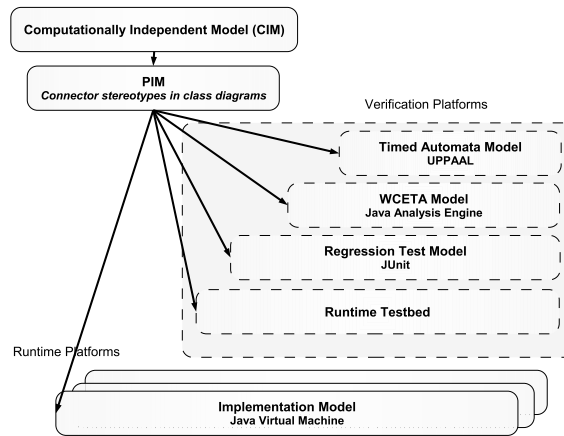 Computationally Independent Model (CIM)
PIM
Connector stereotypes in class diagrams
Verification Platforms
Timed Automata Model
UPPAAL
WCETA Model
Java Analysis Engine
Regression Test Model
JUnit
Runtime Testbed
Runtime Platforms
Implementation Model
Java Virtual Machine